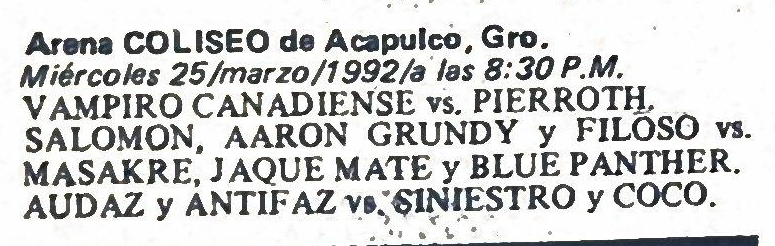 Arena COLISEO de Acapulco, Gro.
Miércoles 25/marzo/1992/a las 8:30 P.M.
VAMPIRO CANADIENSE vs. PIERROTH.
SALOMON, AARON GRUNDY y FILOSO vs.
MASAKRE, JAQUE MATE y BLUE PANTHER.
AUDAZ y ANTIFAZ vs. SINIESTRO y COCO.